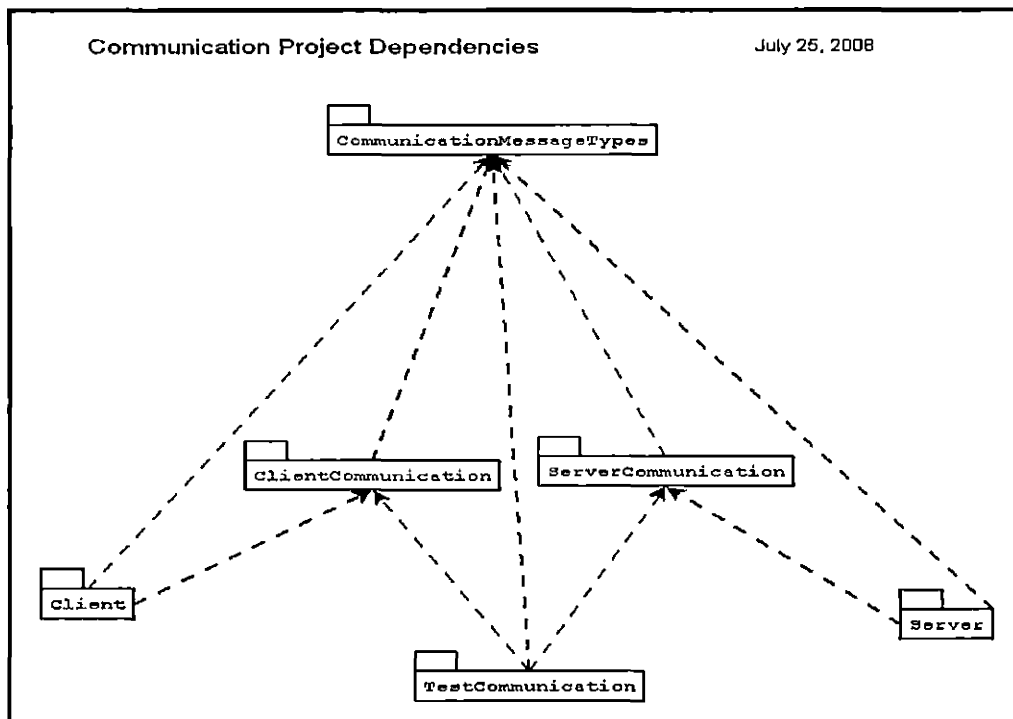 Communication Project Dependencies
July 25, 2008
CommunicationMessageTypes
ClientCommunication
ServerCommunication
Client
Server
TestCommunication